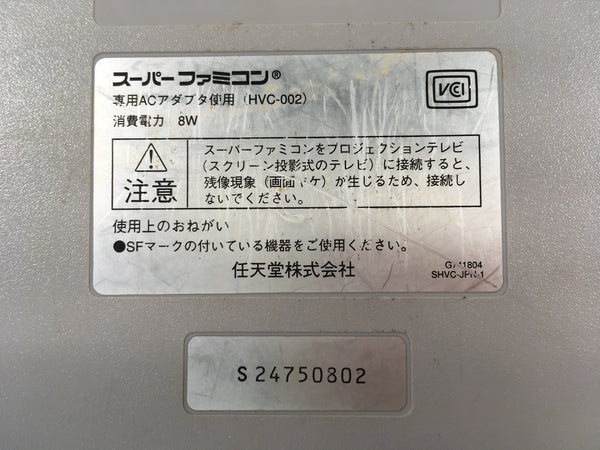 スーパーファミコン®
専用ACアダプタ使用（HVC-002）
消費電力 8W
VCI
注意
スーパーファミコンをプロジェクションテレビ
（スクリーン投影式のテレビ）に接続すると、
残像現象（画面ヤケ）が生じるため、接続し
ないでください。
使用上のおねがい
●SFマークの付いている機器をご使用ください。
任天堂株式会社
SHVC-JPN-1
S24750802